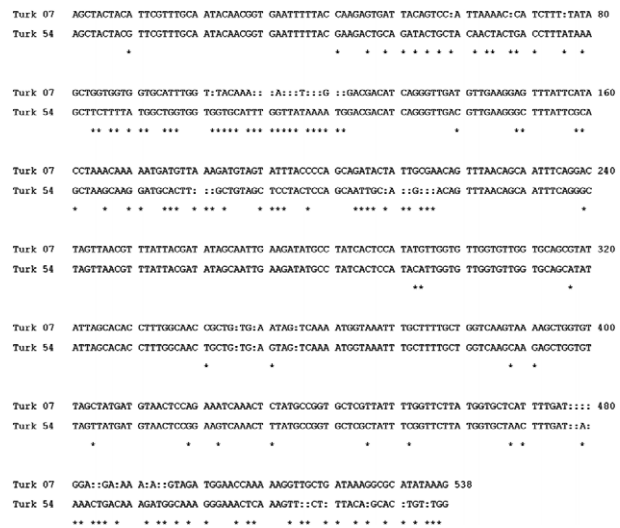 Turk 07 AGCTACTACA TTCGTTTGCA ATACAACGGT GAATTTTTAC CAAGAGTGAT TACAGTCC:A TTAAAAC:CA TCTTT:TATA 80
Turk 54 AGCTACTACG TTCGTTTGCA ATACAACGGT GAATTTTTAC GAAGACTGCA GATACTGCTA CAACTACTGA CCTTTATAAA
* * * * * * * * ** ** * * *
Turk 07 GCTGGTGGTG GTGCATTTGG T:TACAAA:: :A:::T:::G ::GACGACAT CAGGGTTGAT GTTGAAGGAG TTTATTCATA 160
Turk 54 GCTTCTTTTA TGGCTGGTGG TGGTGCATTT GGTTATAAAA TGGACGACAT CAGGGTTGAC GTTGAAGGGC TTTATTCGCA
** ** * ** *** ***** *** ***** **** ** * ** **
Turk 07 CCTAAACAAA AATGATGTTA AAGATGTAGT ATTTACCCCA GCAGATACTA TTGCGAACAG TTTAACAGCA ATTTCAGGAC 240
Turk 54 GCTAAGCAAG GATGCACTT: :::GCTGTAGC TCCTACTCCA GCAATTGC:A ::G:::ACAG TTTAACAGCA ATTTCAGGGC
* * * * *** * ** * * *** * **** * ** *** *
Turk 07 TAGTTAACGT TTATTACGAT ATAGCAATTG AAGATATGCC TATCACTCCA TATGTTGGTG TTGGTGTTGG TGCAGCGTAT 320
Turk 54 TAGTTAACGT TTATTACGAT ATAGCAATTG AAGATATGCC TATCACTCCA TACATTGGTG TTGGTGTTGG TGCAGCATAT
** *
Turk 07 ATTAGCACAC CTTTGGCAAC CGCTG:TG:A ATAG:TCAAA ATGGTAAATT TGCTTTTGCT GGTCAAGTAA AAGCTGGTGT 400
Turk 54 ATTAGCACAC CTTTGGCAAC TGCTG:TG:A GTAG:TCAAA ATGGTAAATT TGCTTTTGCT GGTCAAGCAA GAGCTGGTGT
* * * *
Turk 07 TAGCTATGAT GTAACTCCAG AAATCAAACT CTATGCCGGT GCTCGTTATT TTGGTTCTTA TGGTGCTCAT TTTGAT:::: 480
Turk 54 TAGTTATGAT GTAACTCCGG AAGTCAAACT TTATGCCGGT GCTCGCTATT TCGGTTCTTA TGGTGCTAAC TTTGAT::A:
* * * * * * * * *
Turk 07 GGA::GA:AA A:A::GTAGA TGGAACCAAA AAGGTTGCTG ATAAAGGCGC ATATAAAG 538
Turk 54 AAACTGACAA AGATGGCAAA GGGAAACTCA AAGTT::CT: TTACA:GCAC :TGT:TGG
** *** * * ** * * * ** * ** * * * * * * ***